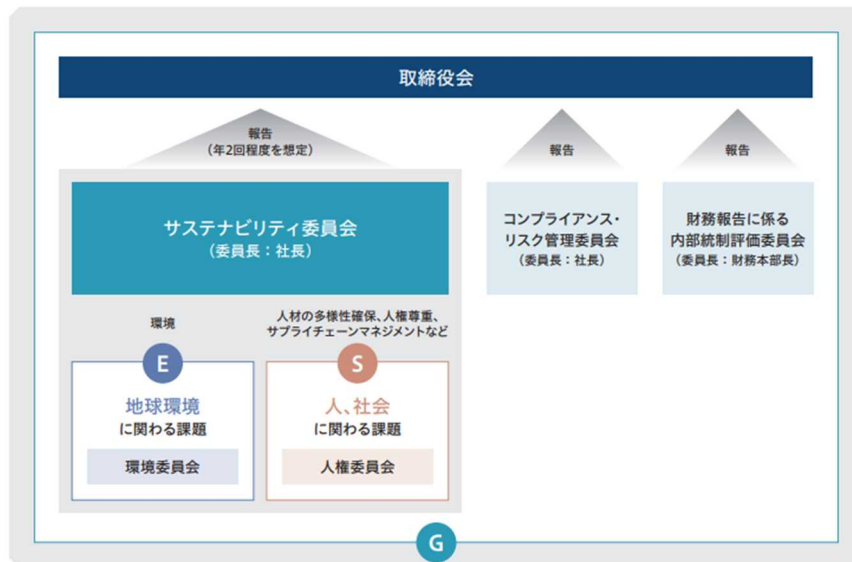 取締役会
報告
(年2回程度を想定)
報告
報告
サステナビリティ委員会
(委員長:社長)
コンプライアンス・
リスク管理委員会
(委員長:社長)
財務報告に係る
内部統制評価委員会
(委員長:財務本部長)
環境
人材の多様性確保、人権尊重、
サプライチェーンマネジメントなど
E
地球環境
に関わる課題
環境委員会
S
人、社会
に関わる課題
人権委員会
G